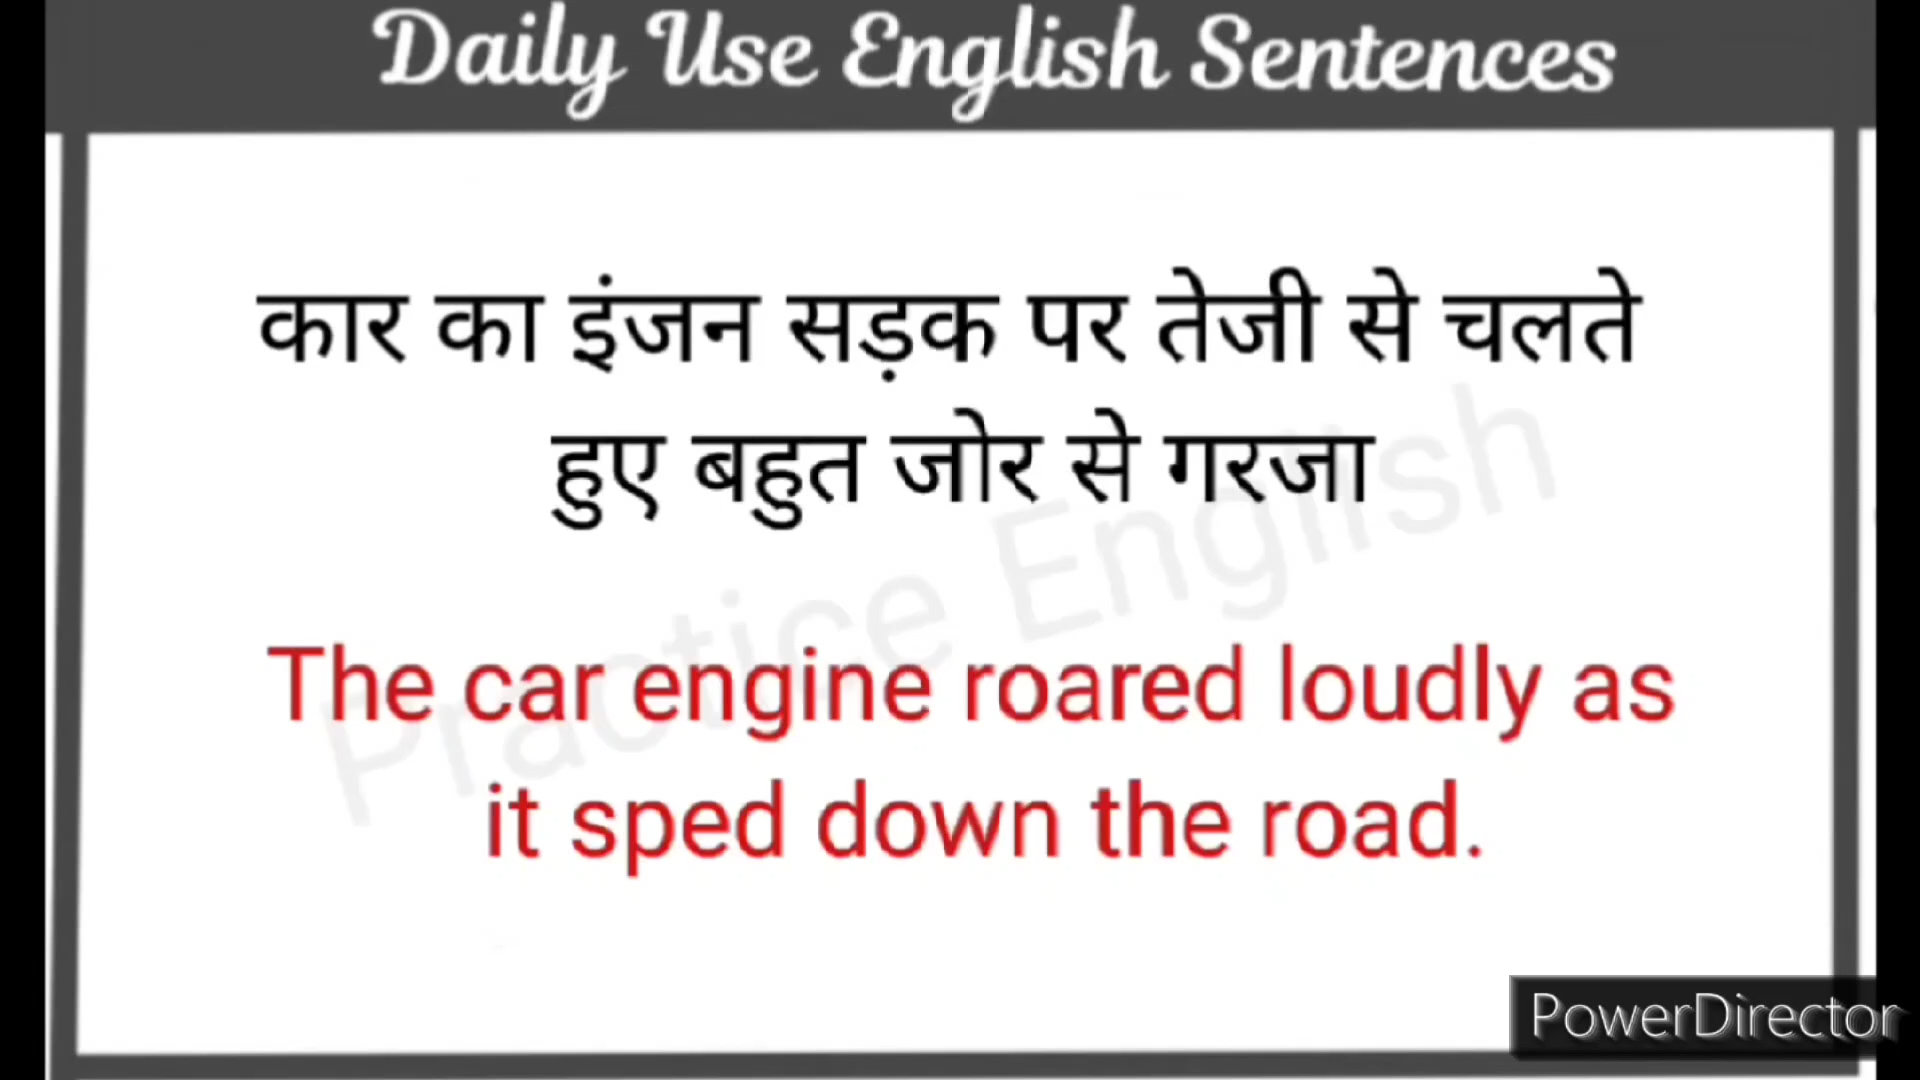 Daily Use English Sentences
कार का इंजन सड़क पर तेजी से चलते
हुए बहुत जोर से गरजा
Practice English
The car engine roared loudly as
it sped down the road.
PowerDirector